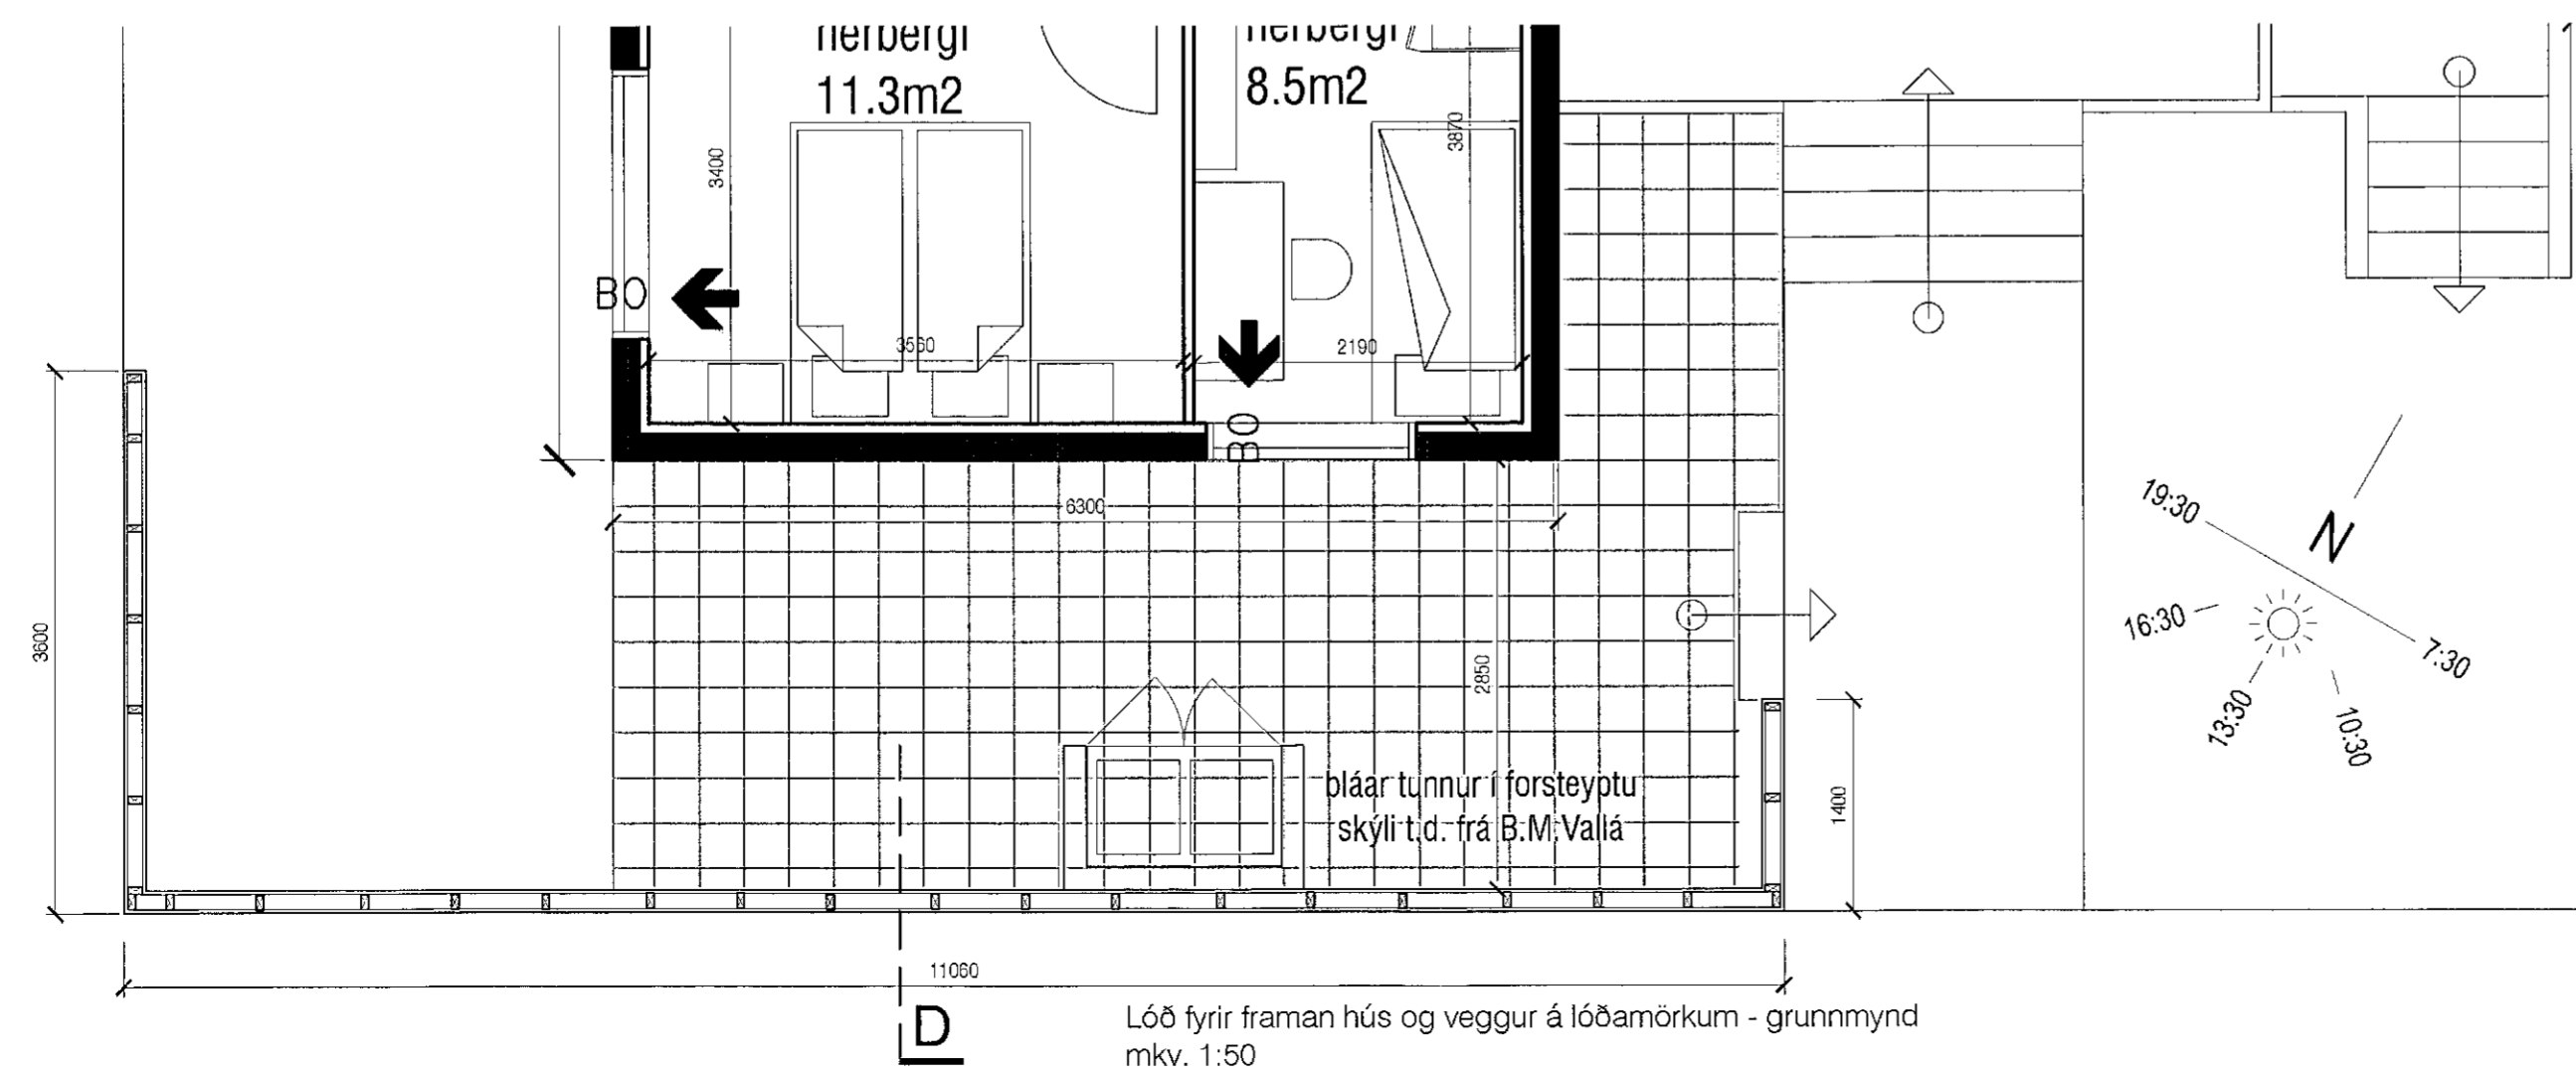 herbergi
11.3m2
herbergi
8.5m2
3400
3870
BO
3560
2190
BO
6300
3600
2850
1400
bláar tunnur í forsteyptu
skýli t.d. frá B.M.Vallá
19:30
N
16:30
7:30
13:30
10:30
11060
D
Lóð fyrir framan hús og veggur á lóðamörkum - grunnmynd
mkv. 1:50